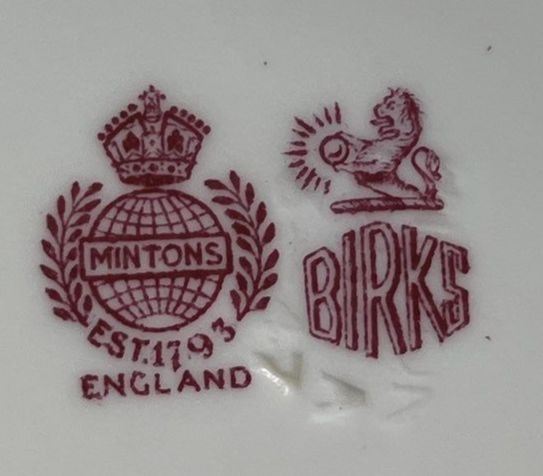 MINTONS
EST. 1793
ENGLAND
BIRKS